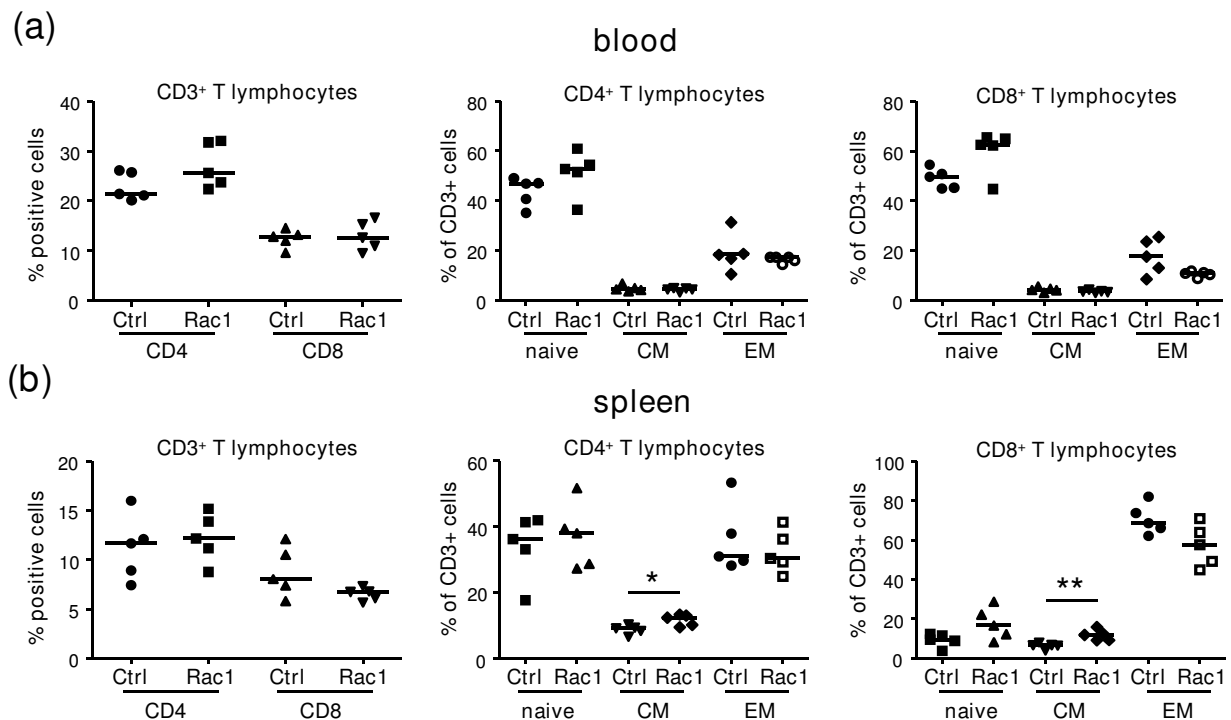 (a)
blood
CD3+ T lymphocytes
% positive cells
40
30
20
10
0
Ctrl Rac1 Ctrl Rac1
CD4 CD8
CD4+ T lymphocytes
% of CD3+ cells
80
60
40
20
0
Ctrl Rac1 Ctrl Rac1 Ctrl Rac1
naive CM EM
CD8+ T lymphocytes
% of CD3+ cells
80
60
40
20
0
Ctrl Rac1 Ctrl Rac1 Ctrl Rac1
naive CM EM
(b)
spleen
CD3+ T lymphocytes
% positive cells
20
15
10
5
0
Ctrl Rac1 Ctrl Rac1
CD4 CD8
CD4+ T lymphocytes
% of CD3+ cells
60
40
20
0
*
Ctrl Rac1 Ctrl Rac1 Ctrl Rac1
naive CM EM
CD8+ T lymphocytes
% of CD3+ cells
100
80
60
40
20
0
**
Ctrl Rac1 Ctrl Rac1 Ctrl Rac1
naive CM EM